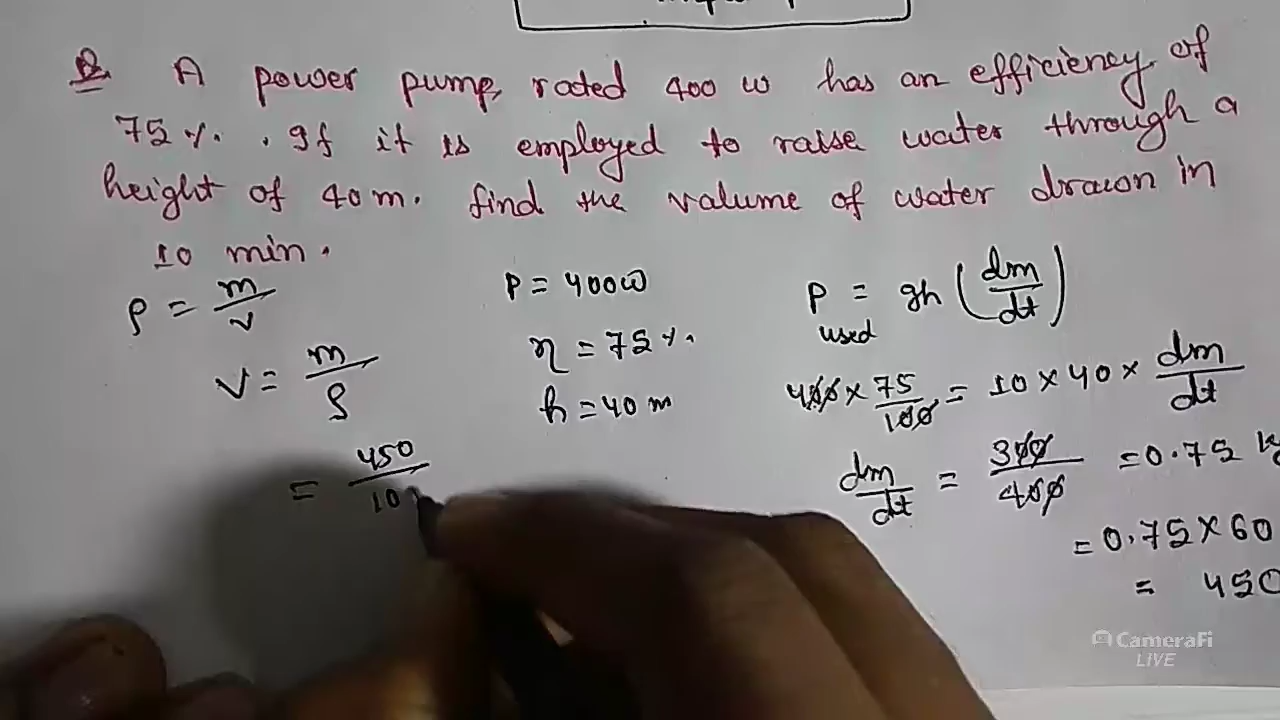 Q. A power pump, rated 400 W has an efficiency of
75 %. . If it is employed to raise water through a
height of 40 m. find the valume of water drawn in
10 min.
ρ = m/v
V = m/ρ
= 450/10
P = 400W
η = 75 %.
h = 40 m
P used = gh (dm/dt)
400 × 75/100 = 10 × 40 × dm/dt
dm/dt = 300/400 = 0.75
= 0.75 × 60
= 450
CameraFi
LIVE